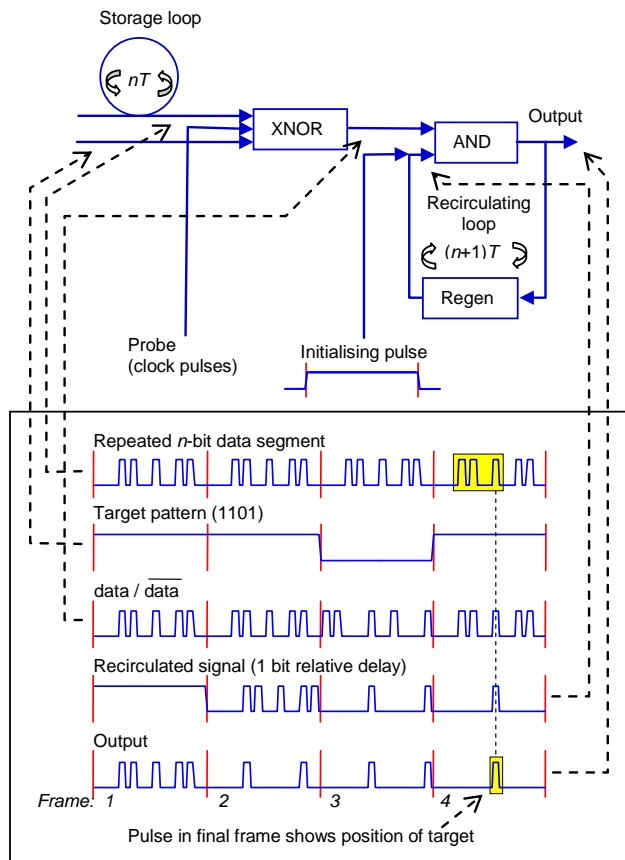 Storage loop
nT
XNOR
AND
Output
Recirculating
loop
(n+1)T
Regen
Probe
(clock pulses)
Initialising pulse
Repeated n-bit data segment
Target pattern (1101)
data / data
Recirculated signal (1 bit relative delay)
Output
Frame: 1 2 3 4
Pulse in final frame shows position of target